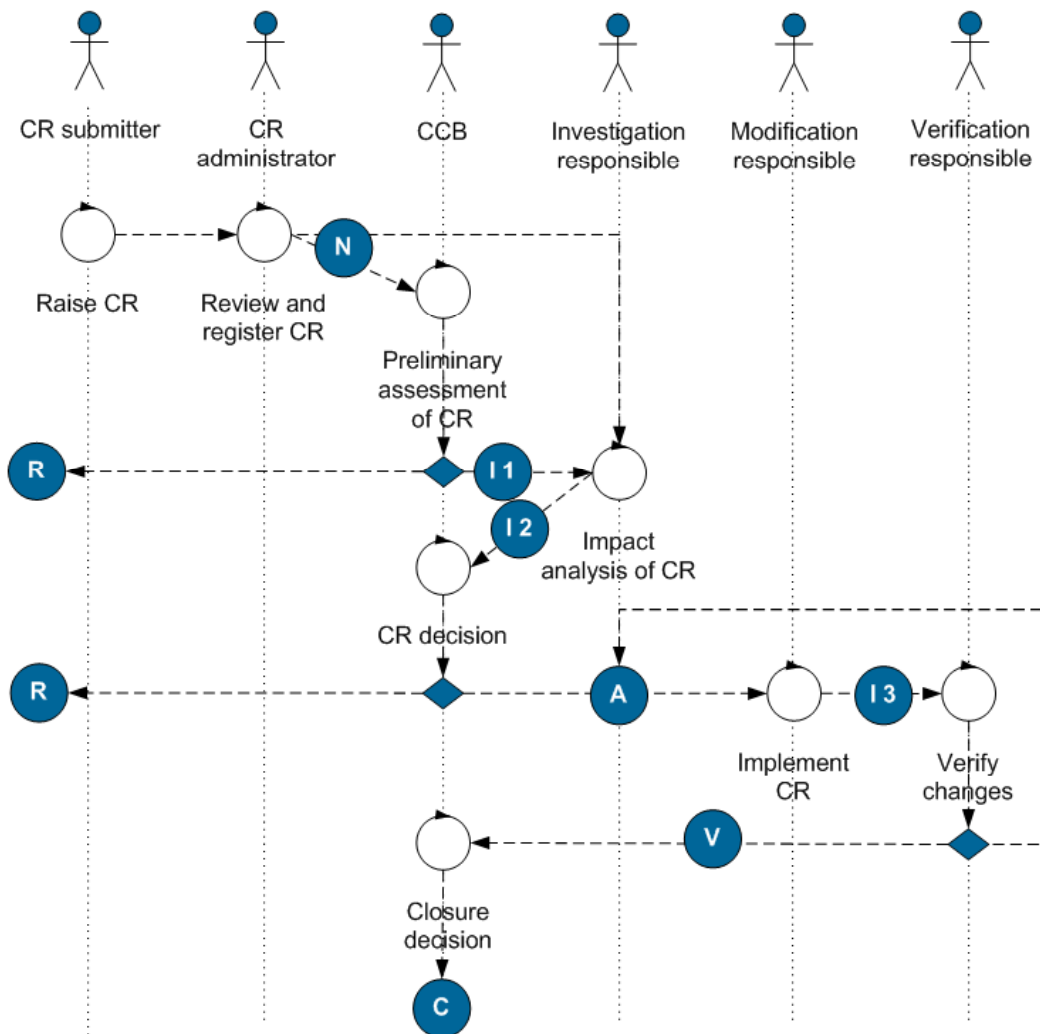 CR submitter
CR
administrator
CCB
Investigation
responsible
Modification
responsible
Verification
responsible
N
Raise CR
Review and
register CR
Preliminary
assessment
of CR
R
I 1
I 2
Impact
analysis of CR
CR decision
R
A
I 3
Implement
CR
Verify
changes
V
Closure
decision
C